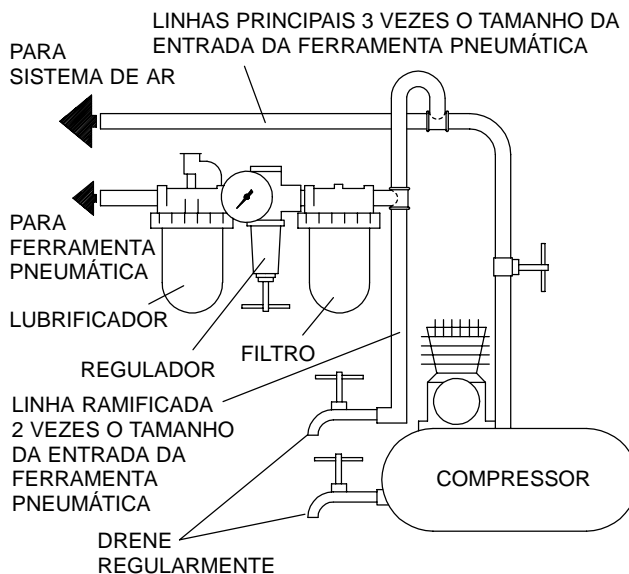 LINHAS PRINCIPAIS 3 VEZES O TAMANHO DA
ENTRADA DA FERRAMENTA PNEUMÁTICA
PARA
SISTEMA DE AR
PARA
FERRAMENTA
PNEUMÁTICA
LUBRIFICADOR
REGULADOR
FILTRO
LINHA RAMIFICADA
2 VEZES O TAMANHO
DA ENTRADA DA
FERRAMENTA
PNEUMÁTICA
COMPRESSOR
DRENE
REGULARMENTE